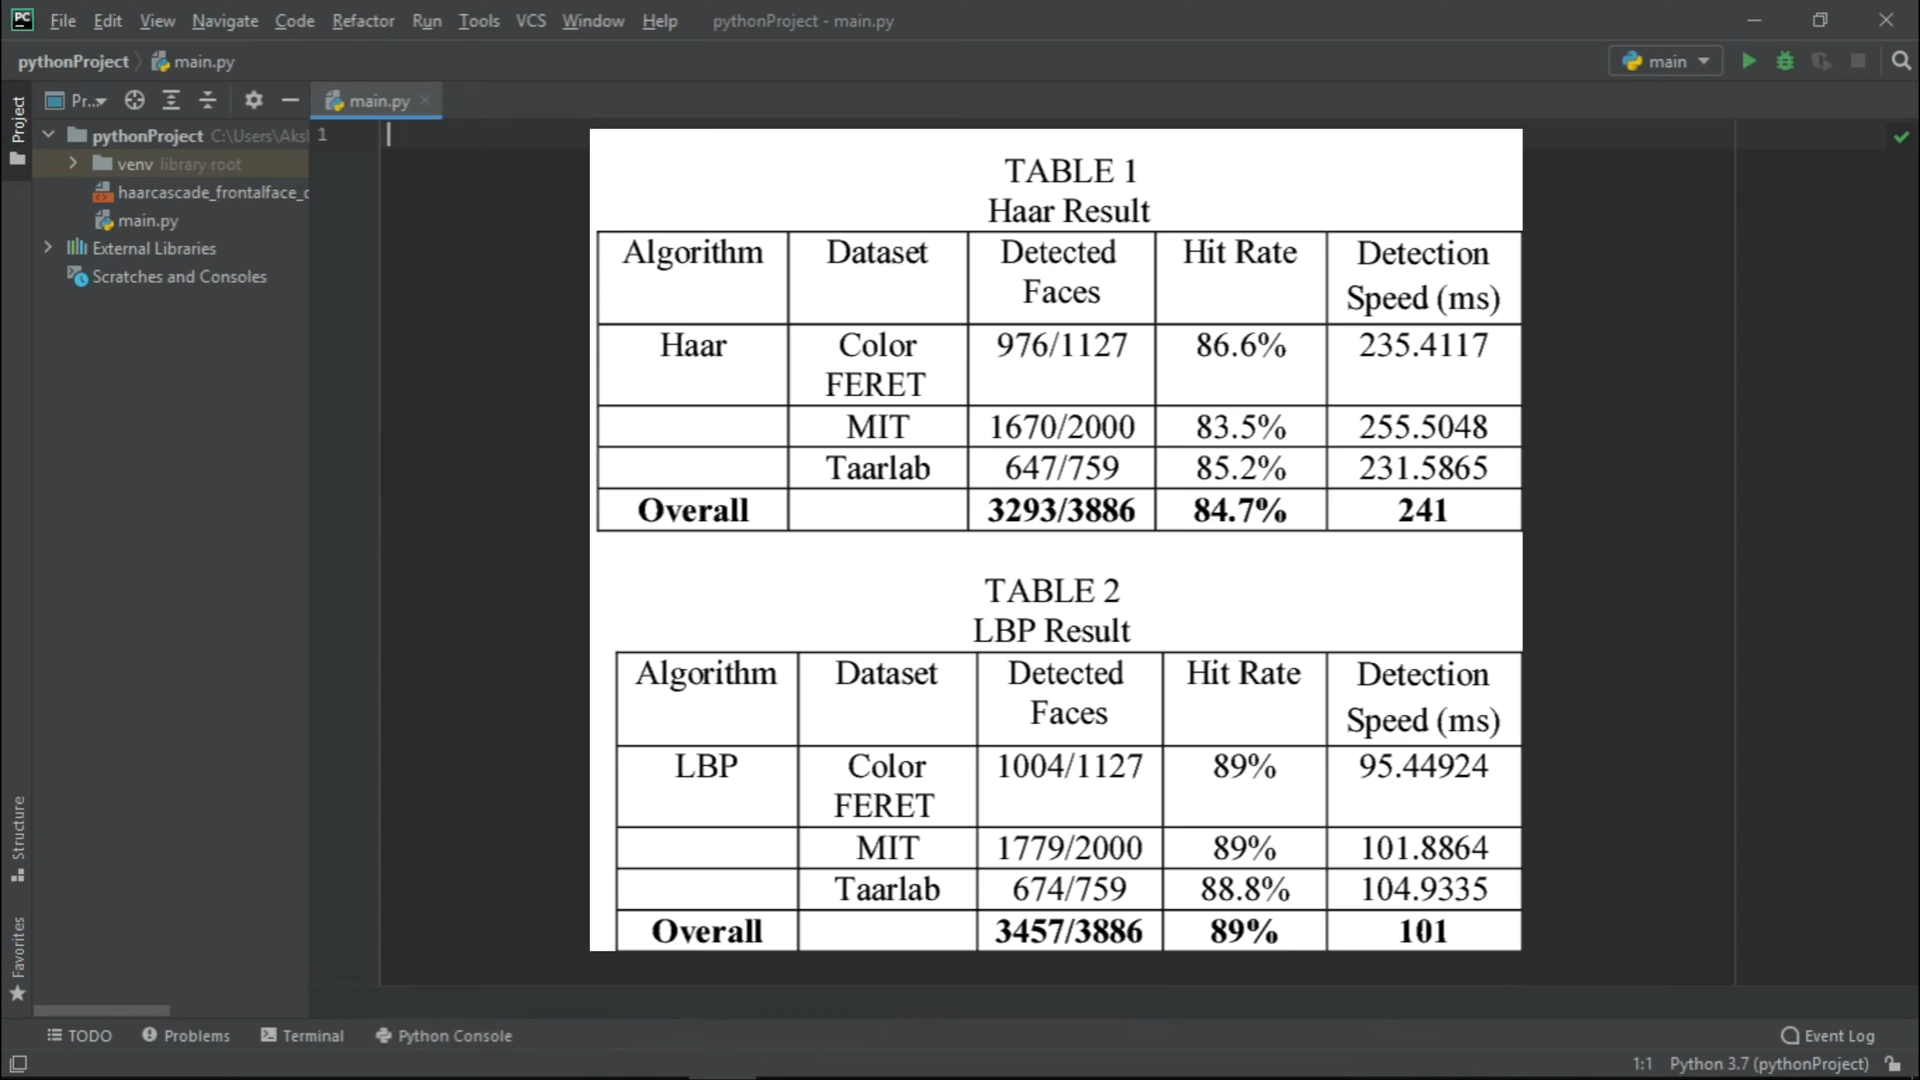 PC File Edit View Navigate Code Refactor Run Tools VCS Window Help pythonProject - main.py
pythonProject main.py main
Project Pr... main.py
pythonProject C:\Users\Aksl 1
venv library root
haarcascade_frontalface_c
main.py
External Libraries
Scratches and Consoles
TABLE 1
Haar Result
Algorithm Dataset Detected Faces Hit Rate Detection Speed (ms)
Haar Color FERET 976/1127 86.6% 235.4117
MIT 1670/2000 83.5% 255.5048
Taarlab 647/759 85.2% 231.5865
Overall 3293/3886 84.7% 241
TABLE 2
LBP Result
Algorithm Dataset Detected Faces Hit Rate Detection Speed (ms)
LBP Color FERET 1004/1127 89% 95.44924
MIT 1779/2000 89% 101.8864
Taarlab 674/759 88.8% 104.9335
Overall 3457/3886 89% 101
Structure
Favorites
TODO Problems Terminal Python Console Event Log
1:1 Python 3.7 (pythonProject)